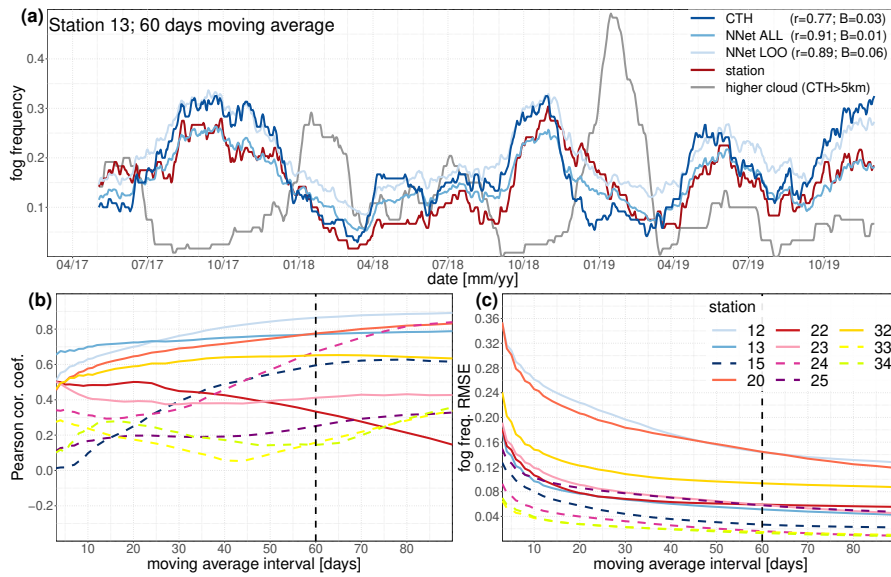 (a) Station 13; 60 days moving average
CTH (r=0.77; B=0.03)
NNet ALL (r=0.91; B=0.01)
NNet LOO (r=0.89; B=0.06)
station
higher cloud (CTH>5km)
fog frequency
0.4
0.3
0.2
0.1
04/17 07/17 10/17 01/18 04/18 07/18 10/18 01/19 04/19 07/19 10/19
date [mm/yy]
(b)
Pearson cor. coef.
0.8
0.6
0.4
0.2
0.0
−0.2
10 20 30 40 50 60 70 80
moving average interval [days]
(c)
fog freq. RMSE
0.36
0.32
0.28
0.24
0.20
0.16
0.12
0.08
0.04
10 20 30 40 50 60 70 80
moving average interval [days]
station
12 22 32
13 23 33
15 24 34
20 25